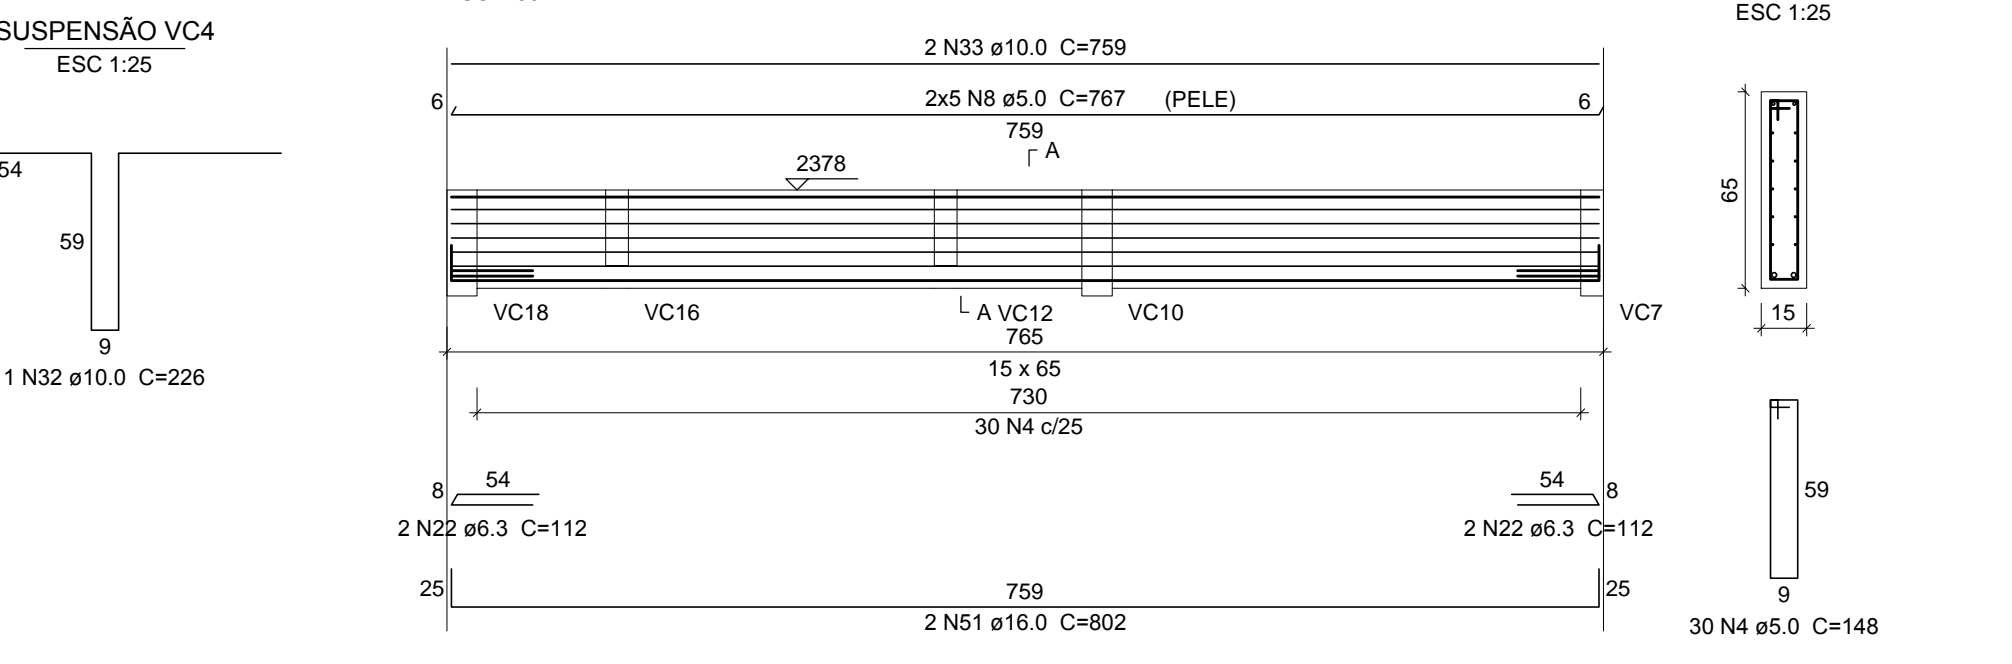 SUSPENSÃO VC4
ESC 1:25
54
59
9
1 N32 ø10.0 C=226
2 N33 ø10.0 C=759
6
2x5 N8 ø5.0 C=767 (PELE)
6
759
A
2378
VC18
VC16
A
VC12
VC10
VC7
765
15 x 65
730
30 N4 c/25
8
54
2 N22 ø6.3 C=112
54
8
2 N22 ø6.3 C=112
25
759
25
2 N51 ø16.0 C=802
ESC 1:25
65
15
59
9
30 N4 ø5.0 C=148